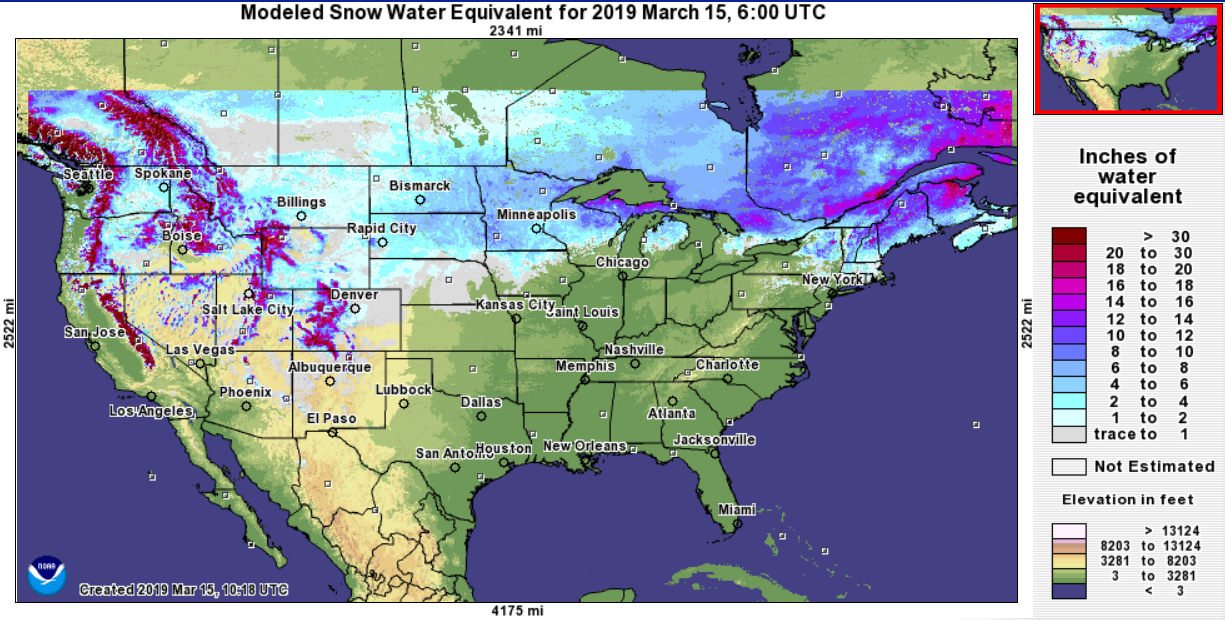 Modeled Snow Water Equivalent for 2019 March 15, 6:00 UTC
2341 mi
2522 mi
2522 mi
4175 mi
Seattle
Spokane
Bismarck
Billings
Minneapolis
Rapid City
Boise
Chicago
New York
Denver
Salt Lake City
Kansas City
Saint Louis
San Jose
Las Vegas
Nashville
Albuquerque
Memphis
Charlotte
Phoenix
Lubbock
Los Angeles
Dallas
Atlanta
El Paso
Jacksonville
San Anton
Houston
New Orleans
Miami
NOAA
Created 2019 Mar 15, 10:18 UTC
Inches of
water
equivalent
> 30
20 to 30
18 to 20
16 to 18
14 to 16
12 to 14
10 to 12
8 to 10
6 to 8
4 to 6
2 to 4
1 to 2
trace to 1
Not Estimated
Elevation in feet
> 13124
8203 to 13124
3281 to 8203
3 to 3281
< 3